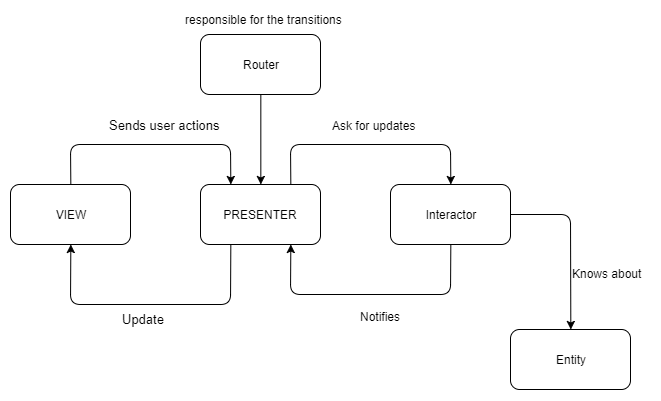 responsible for the transitions
Router
Sends user actions
Ask for updates
VIEW
PRESENTER
Interactor
Knows about
Update
Notifies
Entity